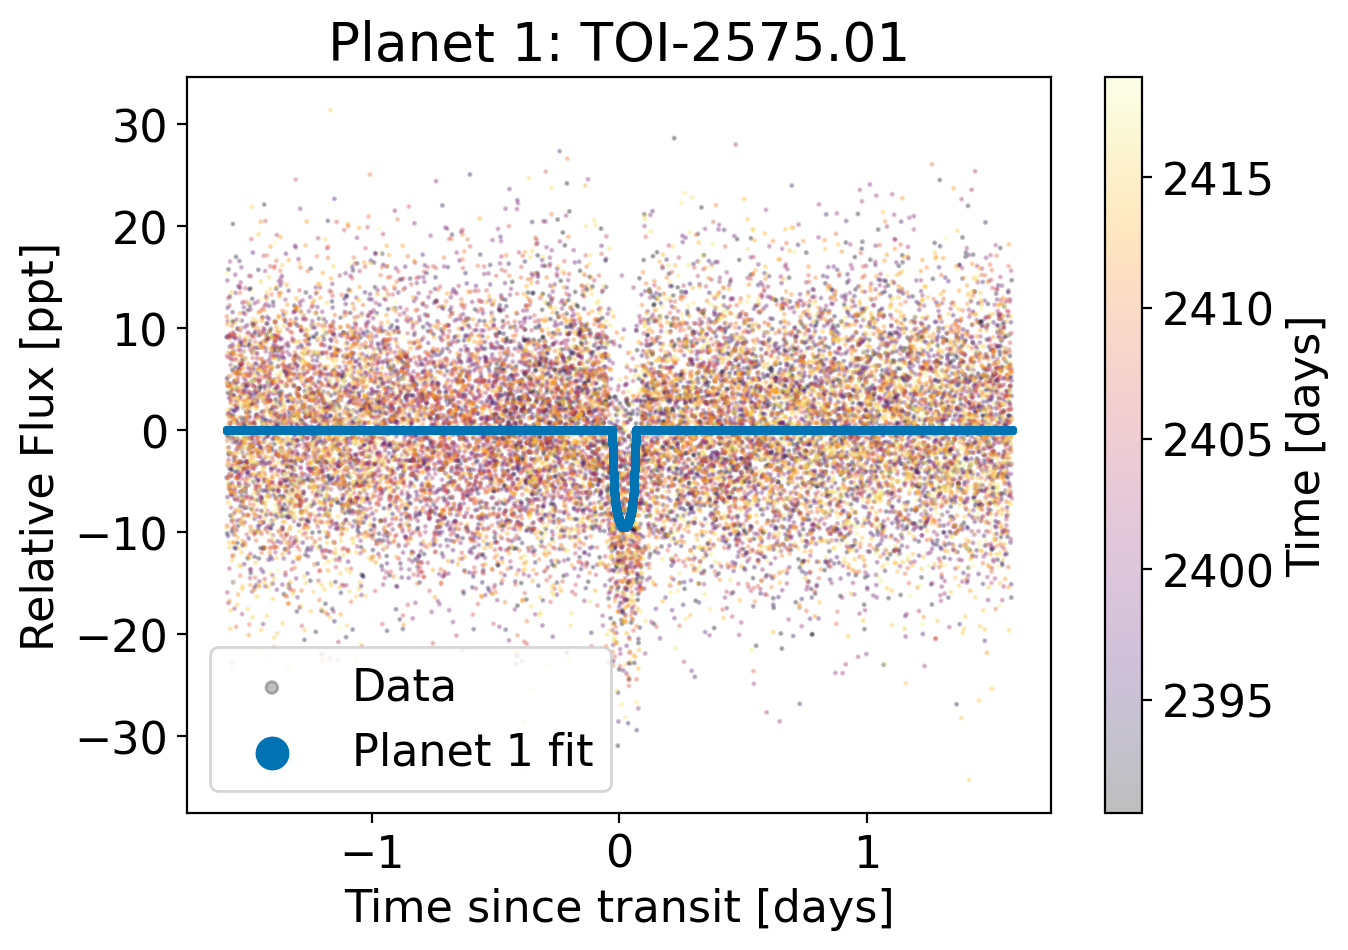 Planet 1: TOI-2575.01
Relative Flux [ppt]
30
20
10
0
−10
−20
−30
Data
Planet 1 fit
−1
0
1
Time since transit [days]
2415
2410
2405
2400
2395
Time [days]